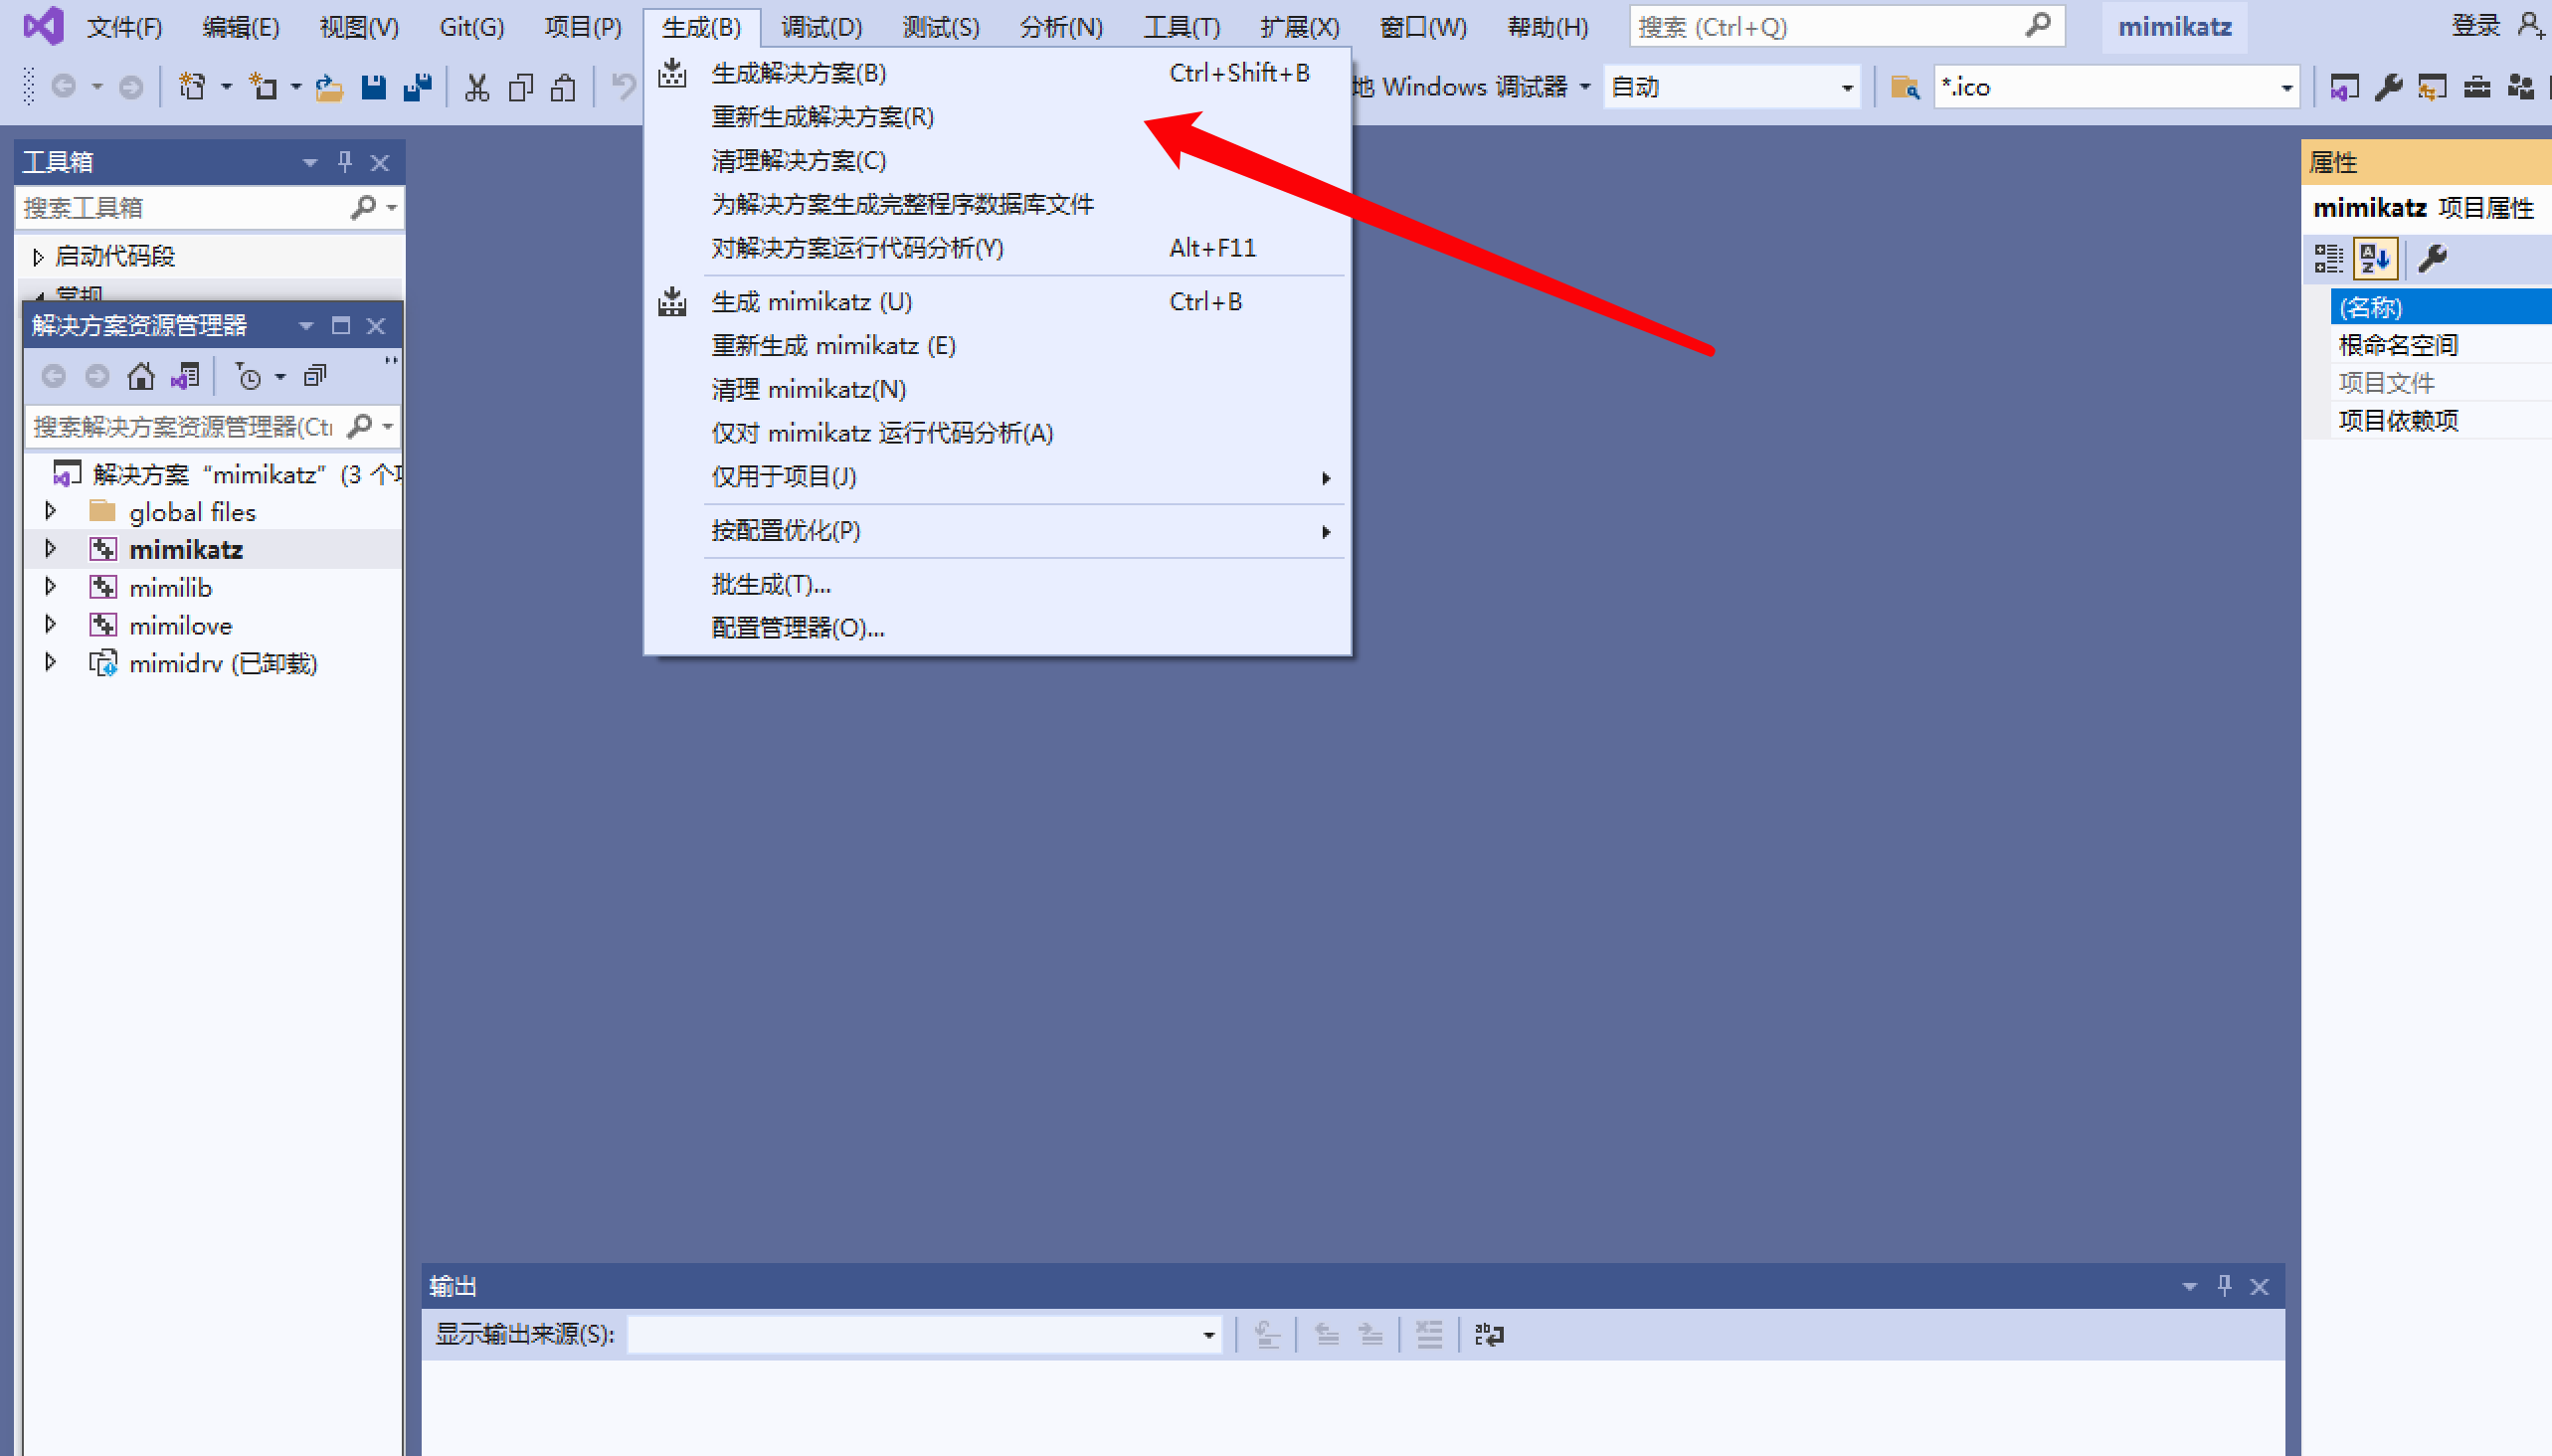 文件(F) 编辑(E) 视图(V) Git(G) 项目(P) 生成(B) 调试(D) 测试(S) 分析(N) 工具(T) 扩展(X) 窗口(W) 帮助(H) 搜索 (Ctrl+Q) mimikatz 登录
地 Windows 调试器 自动 *.ico
生成解决方案(B) Ctrl+Shift+B
重新生成解决方案(R)
清理解决方案(C)
为解决方案生成完整程序数据库文件
对解决方案运行代码分析(Y) Alt+F11
生成 mimikatz (U) Ctrl+B
重新生成 mimikatz (E)
清理 mimikatz(N)
仅对 mimikatz 运行代码分析(A)
仅用于项目(J)
按配置优化(P)
批生成(T)...
配置管理器(O)...
工具箱
搜索工具箱
启动代码段
常规
解决方案资源管理器
搜索解决方案资源管理器(Ctr
解决方案“mimikatz”(3 个项
global files
mimikatz
mimilib
mimilove
mimidrv (已卸载)
属性
mimikatz 项目属性
(名称)
根命名空间
项目文件
项目依赖项
输出
显示输出来源(S):